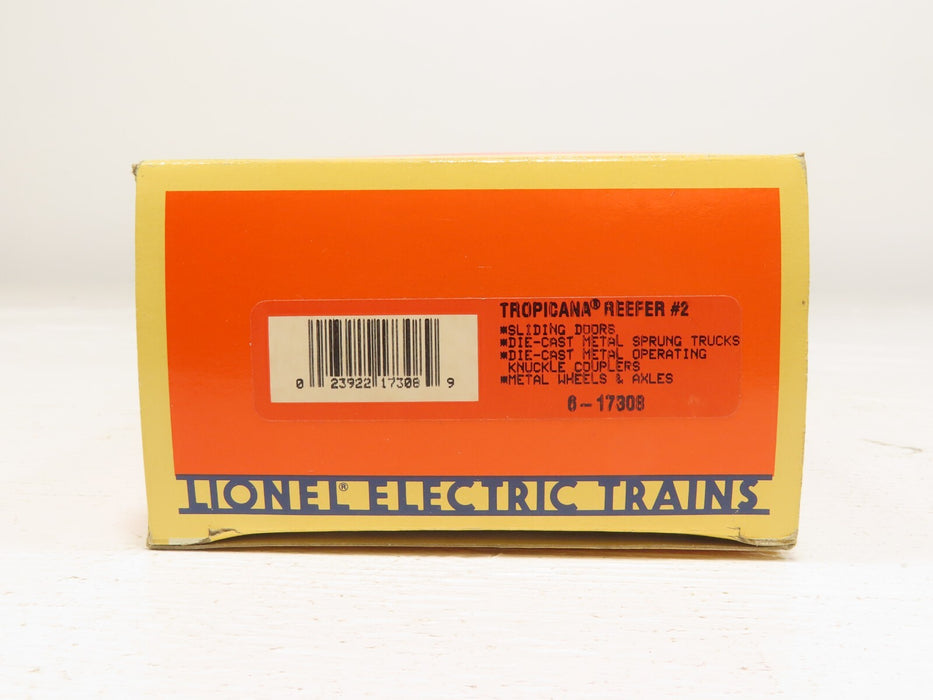 TROPICANA® REEFER #2
*SLIDING DOORS
*DIE-CAST METAL SPRUNG TRUCKS
*DIE-CAST METAL OPERATING
KNUCKLE COUPLERS
*METAL WHEELS & AXLES
6-17308
0 23922 17308 9
LIONEL® ELECTRIC TRAINS